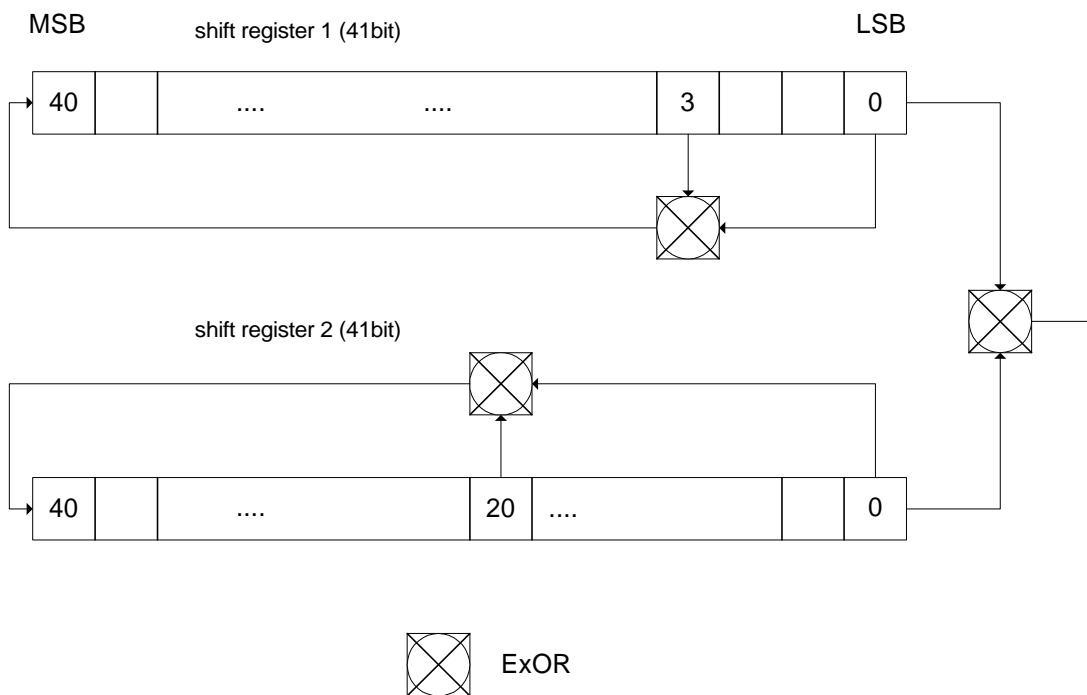 MSB
shift register 1 (41bit)
LSB
40 .... .... 3 0
shift register 2 (41bit)
40 .... 20 .... 0
ExOR